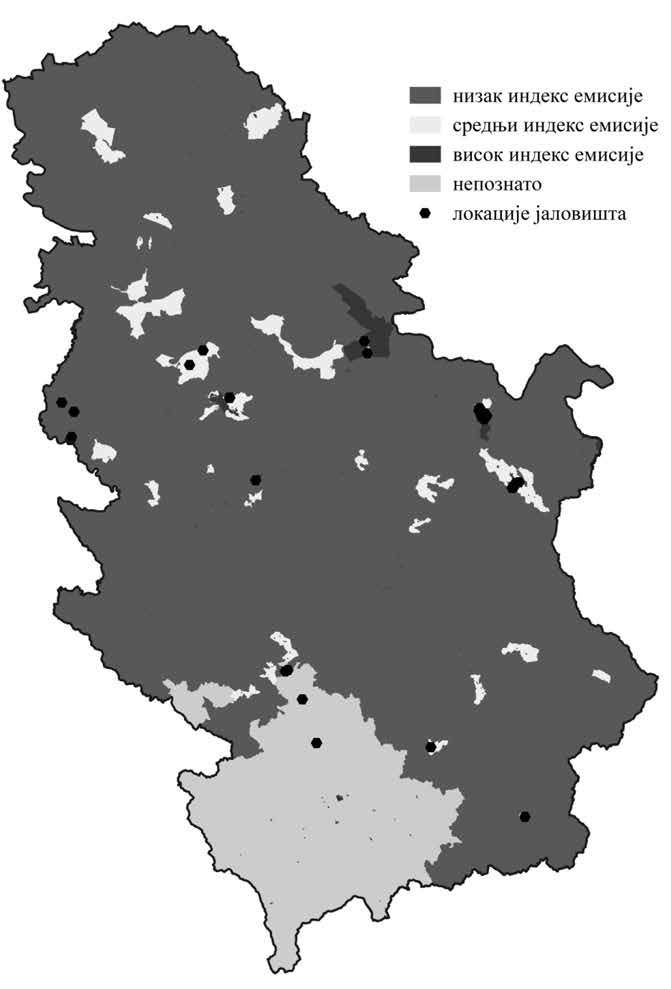 низак индекс емисије
средњи индекс емисије
висок индекс емисије
непознато
локације јаловишта